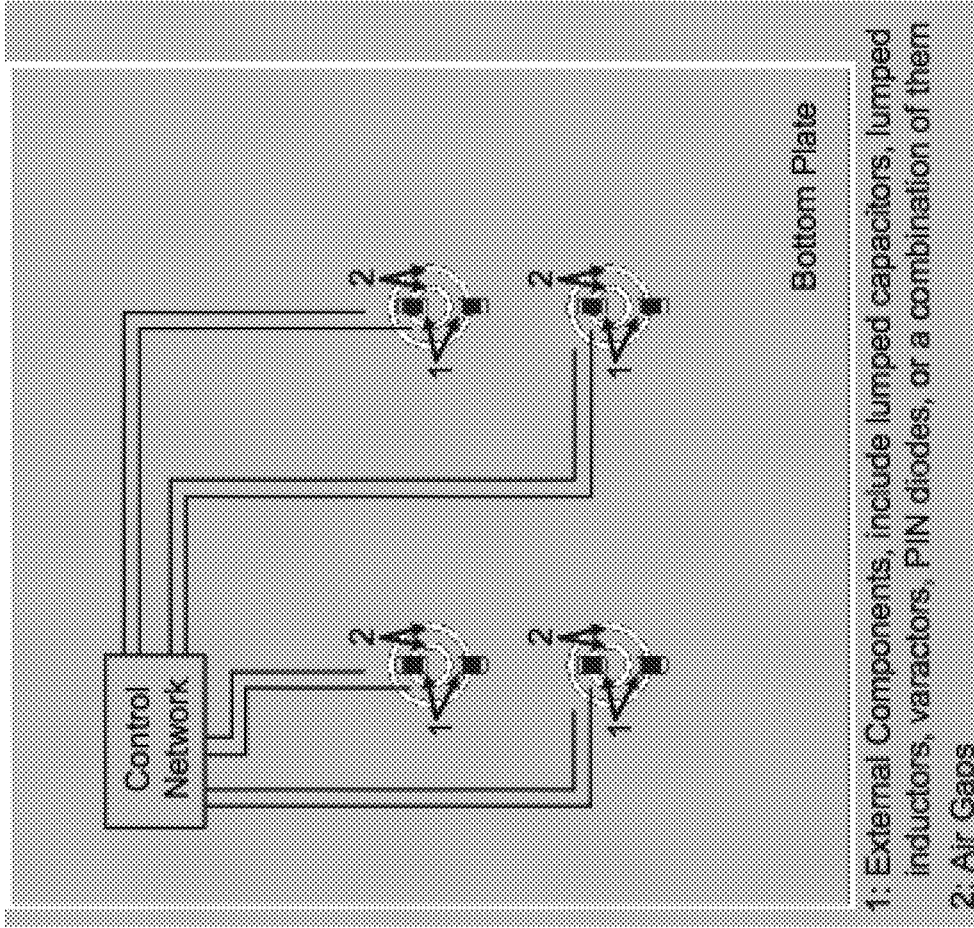 Control
Network
2
2
1
1
2
2
1
1
Bottom Plate
1: External Components, include lumped capacitors, lumped
inductors, varactors, PIN diodes, or a combination of them
2: Air Gaps